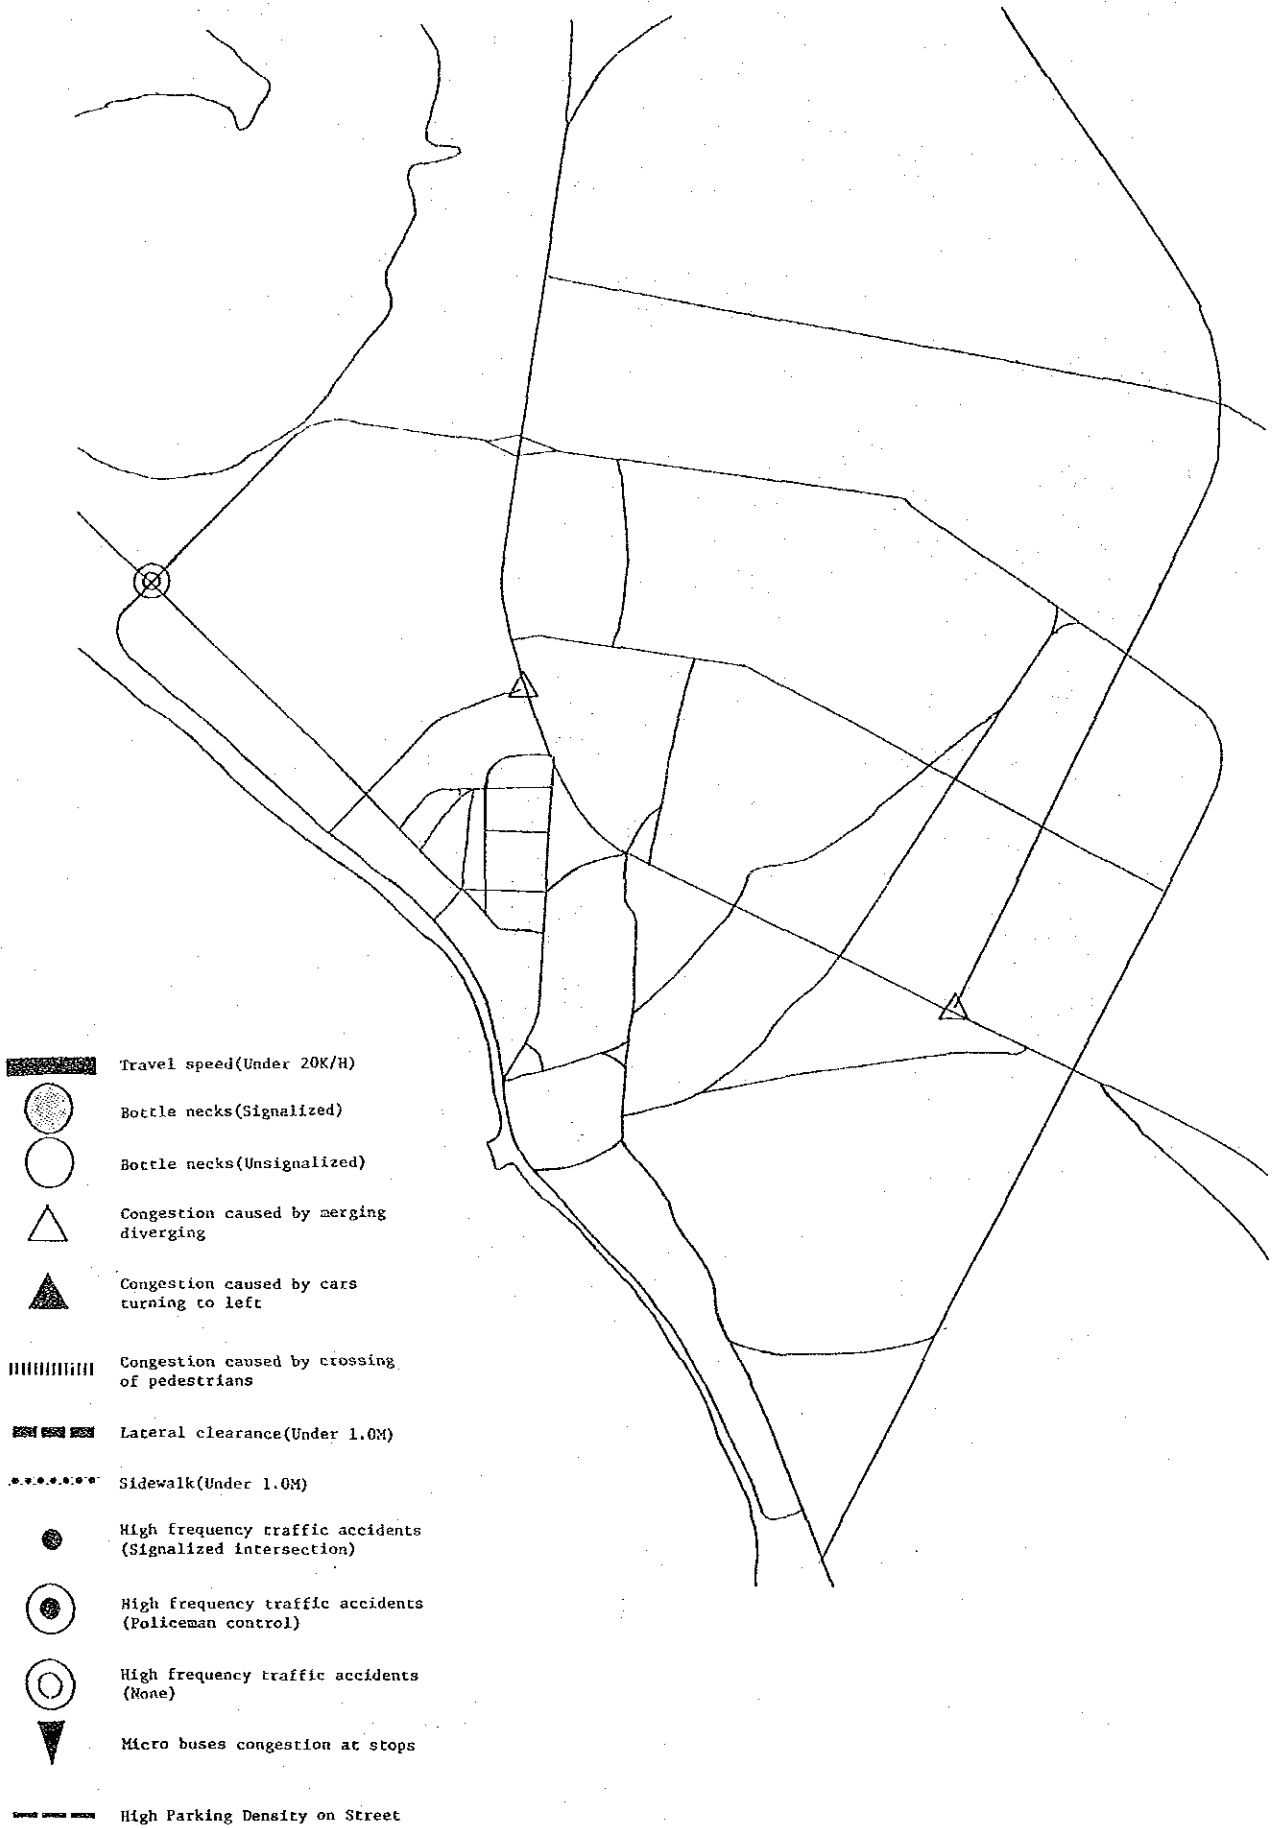 Travel speed(Under 20K/H)
Bottle necks(Signalized)
Bottle necks(Unsignalized)
Congestion caused by merging
diverging
Congestion caused by cars
turning to left
Congestion caused by crossing
of pedestrians
Lateral clearance(Under 1.0M)
Sidewalk(Under 1.0M)
High frequency traffic accidents
(Signalized intersection)
High frequency traffic accidents
(Policeman control)
High frequency traffic accidents
(None)
Micro buses congestion at stops
High Parking Density on Street